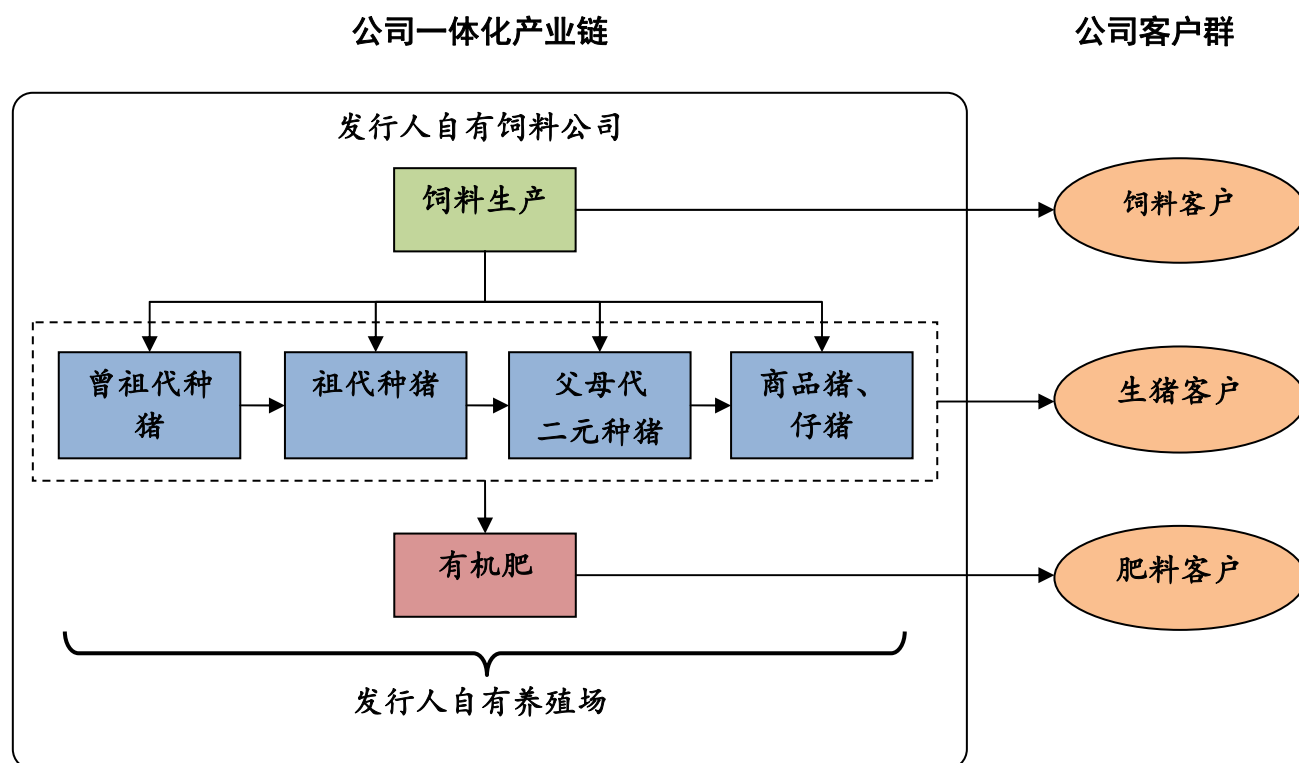 公司一体化产业链
公司客户群
发行人自有饲料公司
饲料生产
饲料客户
曾祖代种
猪
祖代种猪
父母代
二元种猪
商品猪、
仔猪
生猪客户
有机肥
肥料客户
发行人自有养殖场